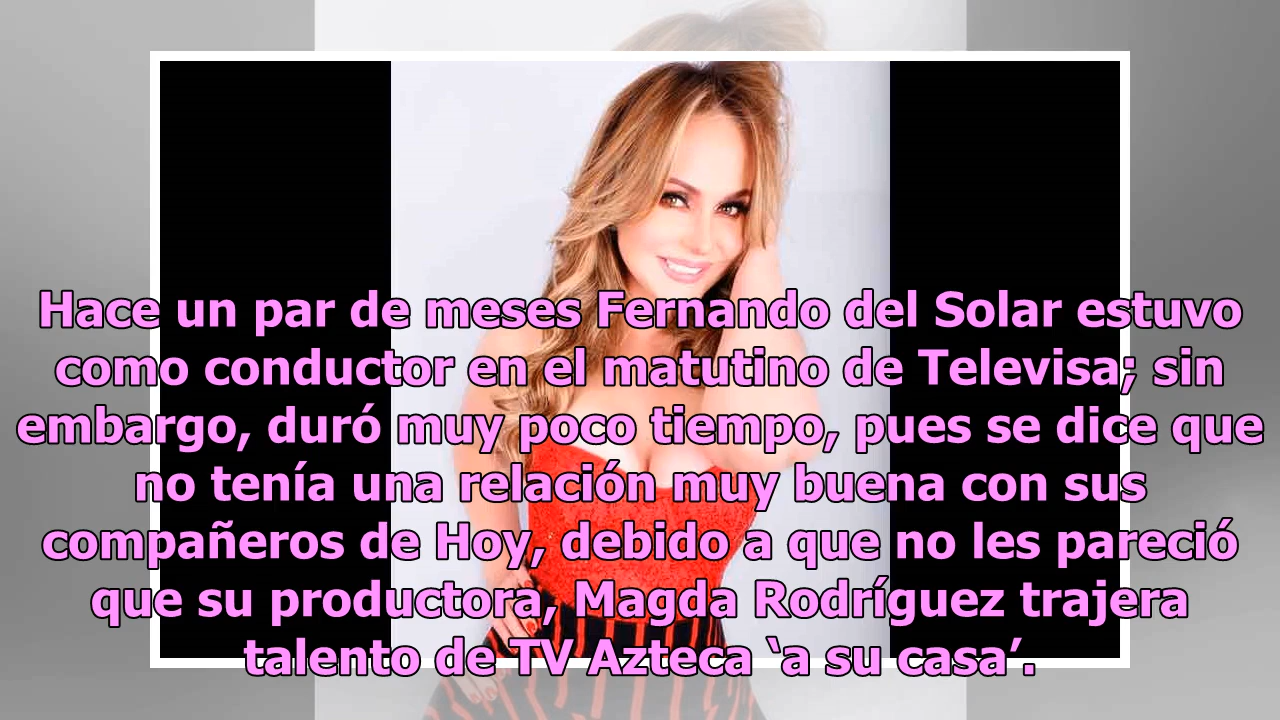 Hace un par de meses Fernando del Solar estuvo
como conductor en el matutino de Televisa; sin
embargo, duró muy poco tiempo, pues se dice que
no tenía una relación muy buena con sus
compañeros de Hoy, debido a que no les pareció
que su productora, Magda Rodríguez trajera
talento de TV Azteca ‘a su casa’.